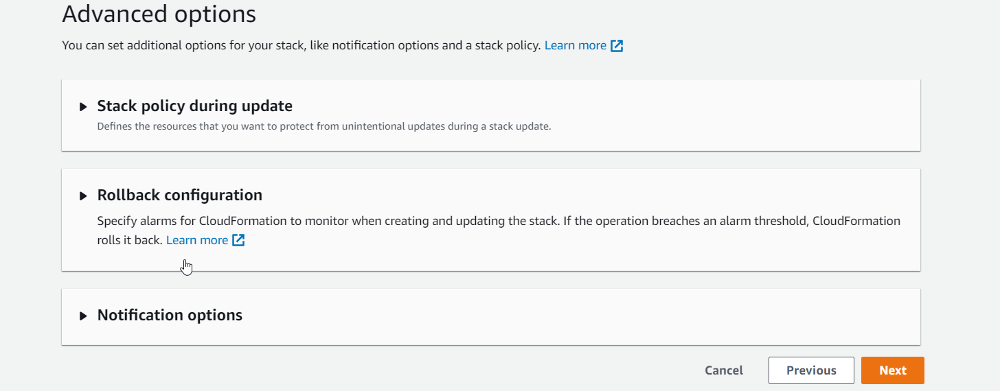 Advanced options
You can set additional options for your stack, like notification options and a stack policy. Learn more
Stack policy during update
Defines the resources that you want to protect from unintentional updates during a stack update.
Rollback configuration
Specify alarms for CloudFormation to monitor when creating and updating the stack. If the operation breaches an alarm threshold, CloudFormation
rolls it back. Learn more
Notification options
Cancel Previous Next